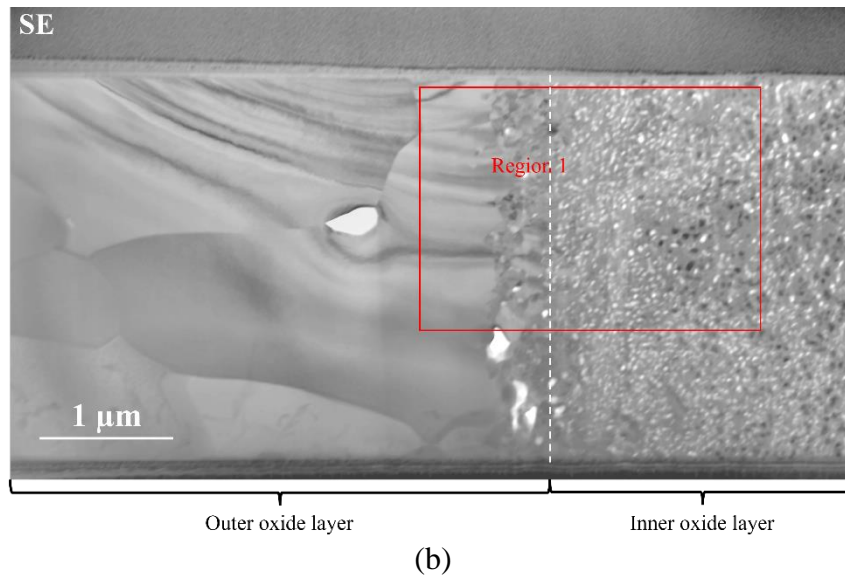 SE
Region 1
1 µm
Outer oxide layer
Inner oxide layer
(b)